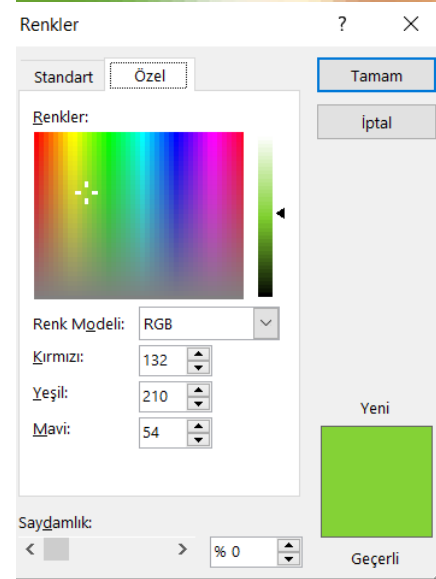 Renkler ?
Standart Özel
Tamam
İptal
Renkler:
Renk Modeli: RGB
Kırmızı: 132
Yeşil: 210
Mavi: 54
Yeni
Saydamlık:
% 0
Geçerli